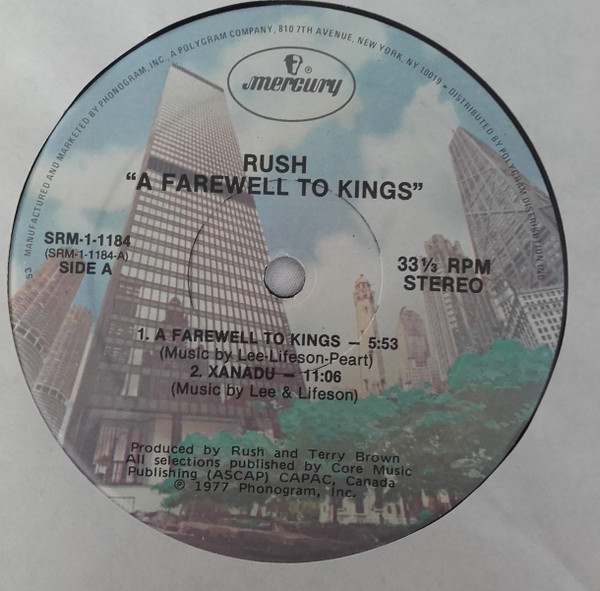 MANUFACTURED AND MARKETED BY PHONOGRAM, INC., A POLYGRAM COMPANY, 810 7TH AVENUE, NEW YORK, NY 10019 • DISTRIBUTED BY POLYGRAM DISTRIBUTION, INC.
mercury ®
RUSH
"A FAREWELL TO KINGS"
SRM-1-1184
(SRM-1-1184-A)
SIDE A
33⅓ RPM
STEREO
1. A FAREWELL TO KINGS — 5:53
(Music by Lee-Lifeson-Peart)
2. XANADU — 11:06
(Music by Lee & Lifeson)
Produced by Rush and Terry Brown
All selections published by Core Music
Publishing (ASCAP) CAPAC, Canada
℗ 1977 Phonogram, Inc.
53